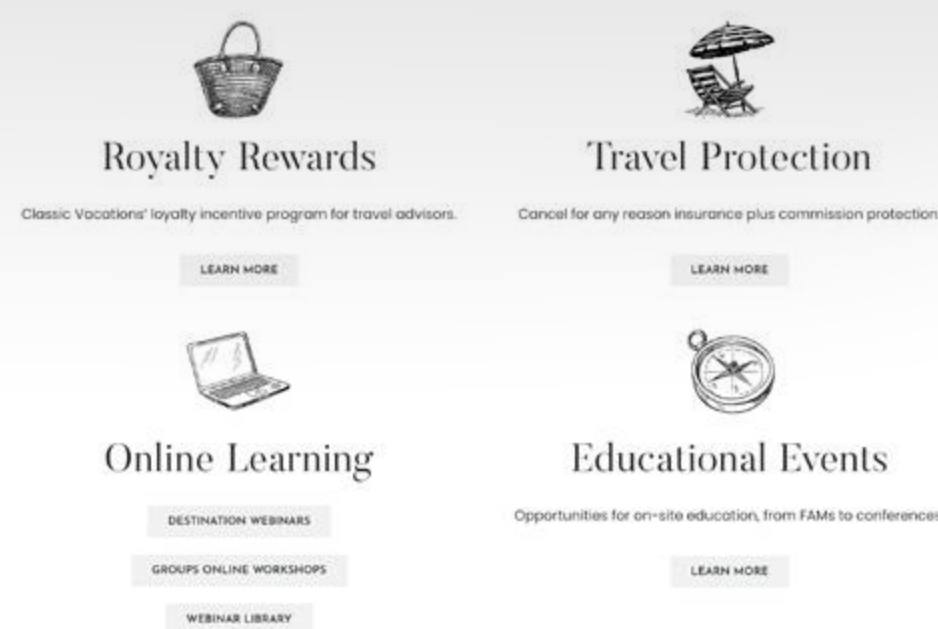 Royalty Rewards
Classic Vacations' loyalty incentive program for travel advisors.
LEARN MORE
Travel Protection
Cancel for any reason insurance plus commission protection
LEARN MORE
Online Learning
DESTINATION WEBINARS
GROUPS ONLINE WORKSHOPS
WEBINAR LIBRARY
Educational Events
Opportunities for on-site education, from FAMs to conferences
LEARN MORE